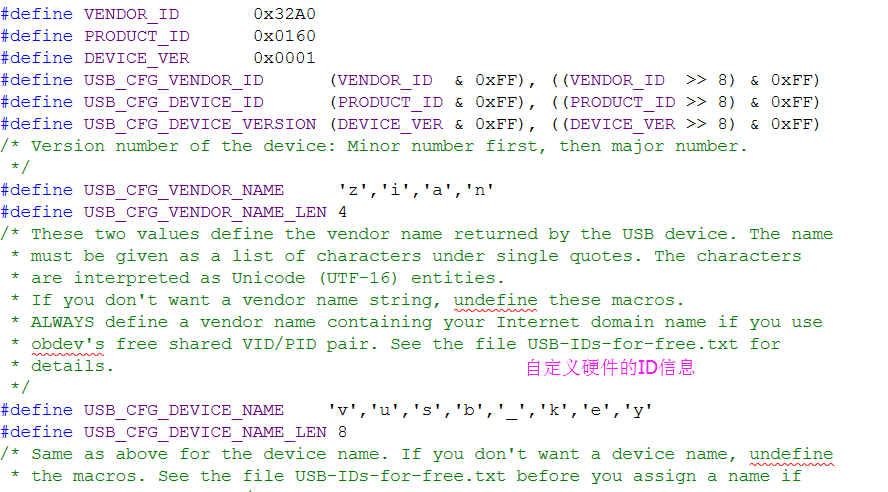 #define VENDOR_ID       0x32A0
#define PRODUCT_ID      0x0160
#define DEVICE_VER      0x0001
#define USB_CFG_VENDOR_ID      (VENDOR_ID  & 0xFF), ((VENDOR_ID  >> 8) & 0xFF)
#define USB_CFG_DEVICE_ID      (PRODUCT_ID & 0xFF), ((PRODUCT_ID >> 8) & 0xFF)
#define USB_CFG_DEVICE_VERSION (DEVICE_VER & 0xFF), ((DEVICE_VER >> 8) & 0xFF)
/* Version number of the device: Minor number first, then major number.
 */
#define USB_CFG_VENDOR_NAME     'z','i','a','n'
#define USB_CFG_VENDOR_NAME_LEN 4
/* These two values define the vendor name returned by the USB device. The name
 * must be given as a list of characters under single quotes. The characters
 * are interpreted as Unicode (UTF-16) entities.
 * If you don't want a vendor name string, undefine these macros.
 * ALWAYS define a vendor name containing your Internet domain name if you use
 * obdev's free shared VID/PID pair. See the file USB-IDs-for-free.txt for
 * details.
自定义硬件的ID信息
 */
#define USB_CFG_DEVICE_NAME    'v','u','s','b','_','k','e','y'
#define USB_CFG_DEVICE_NAME_LEN 8
/* Same as above for the device name. If you don't want a device name, undefine
 * the macros. See the file USB-IDs-for-free.txt before you assign a name if